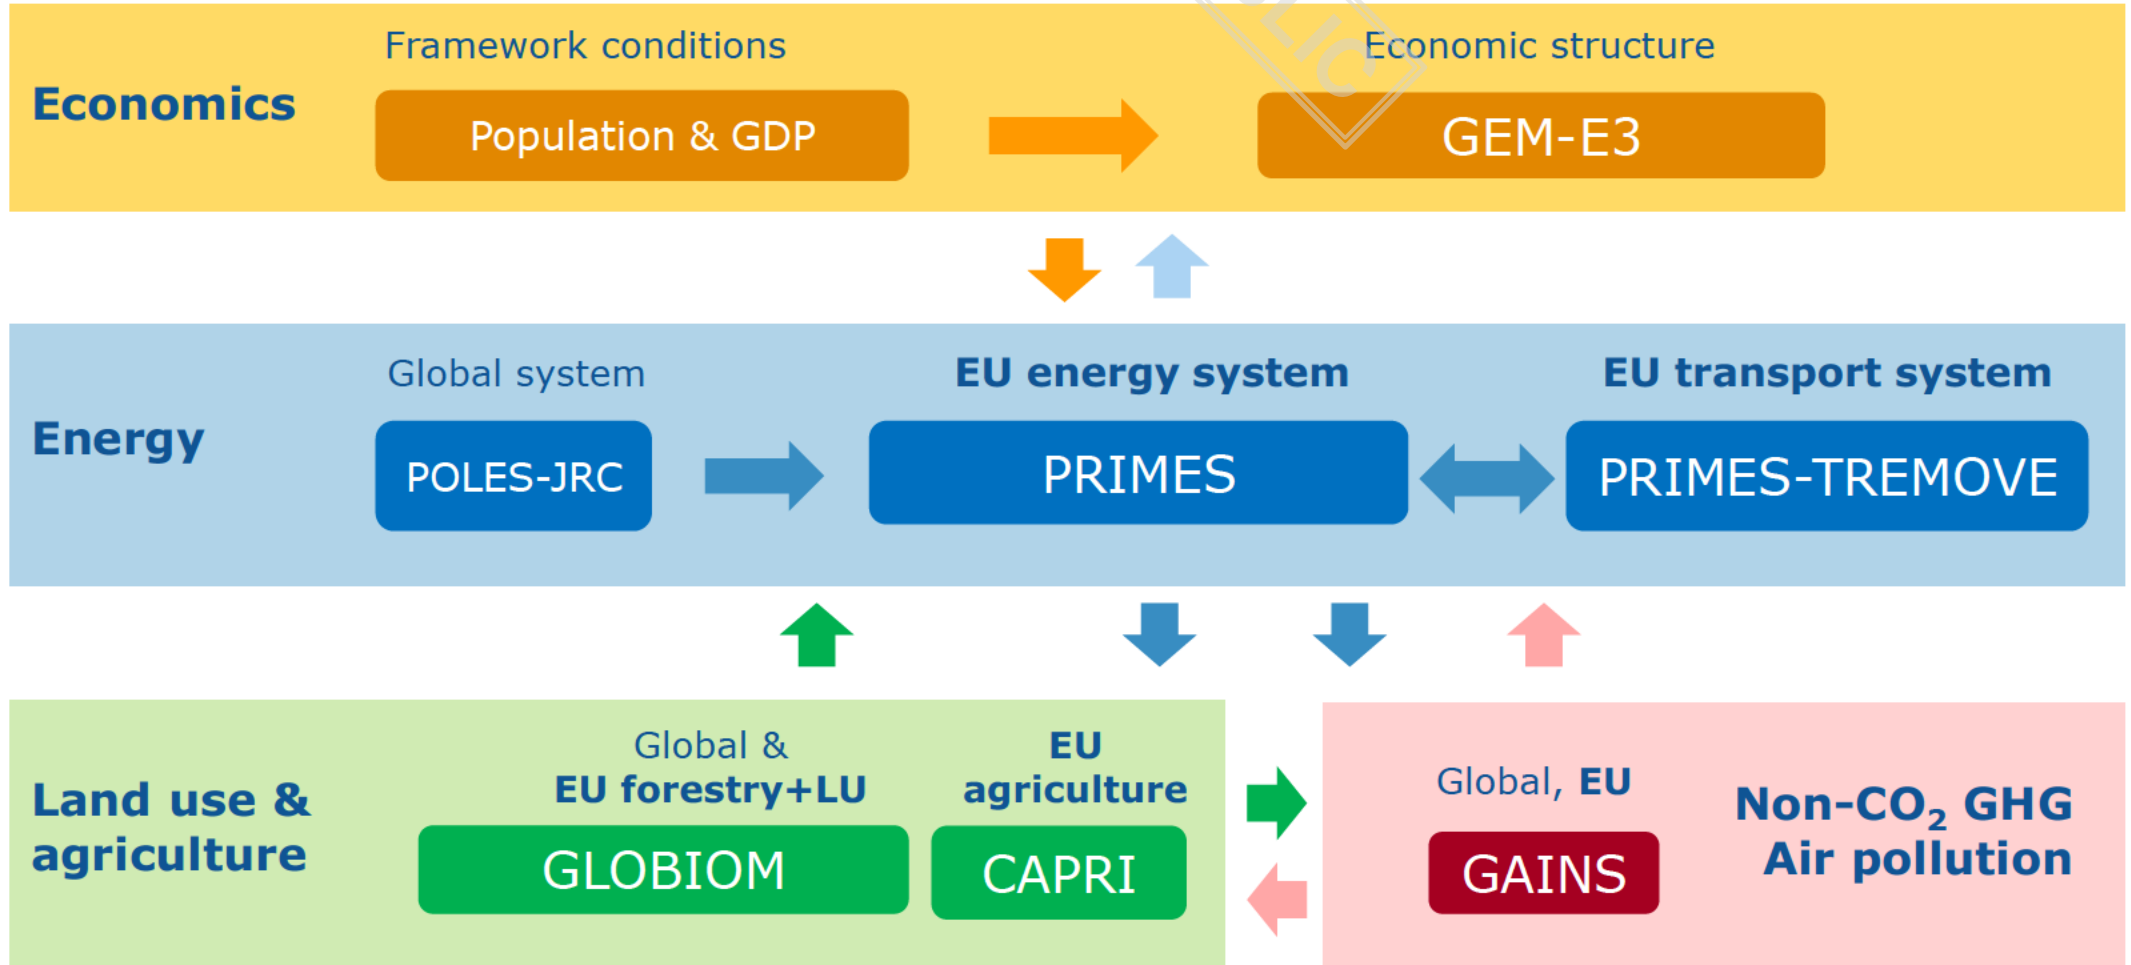 Framework conditions
Economic structure
Economics
Population & GDP
GEM-E3
Global system
EU energy system
EU transport system
Energy
POLES-JRC
PRIMES
PRIMES-TREMOVE
Global &
EU forestry+LU
EU
agriculture
Land use &
agriculture
GLOBIOM
CAPRI
Global, EU
GAINS
Non-CO₂ GHG
Air pollution